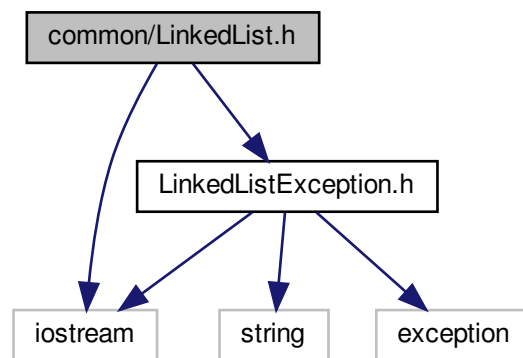 common/LinkedList.h
LinkedListException.h
iostream
string
exception